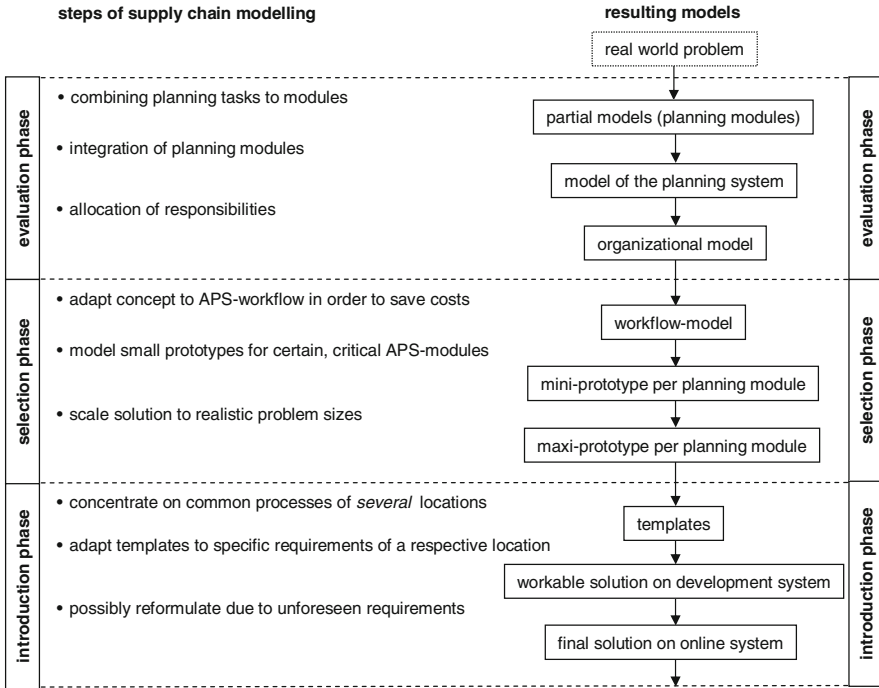 steps of supply chain modelling
resulting models
real world problem
evaluation phase
• combining planning tasks to modules
• integration of planning modules
• allocation of responsibilities
partial models (planning modules)
model of the planning system
organizational model
evaluation phase
selection phase
• adapt concept to APS-workflow in order to save costs
• model small prototypes for certain, critical APS-modules
• scale solution to realistic problem sizes
workflow-model
mini-prototype per planning module
maxi-prototype per planning module
selection phase
introduction phase
• concentrate on common processes of several locations
• adapt templates to specific requirements of a respective location
• possibly reformulate due to unforeseen requirements
templates
workable solution on development system
final solution on online system
introduction phase